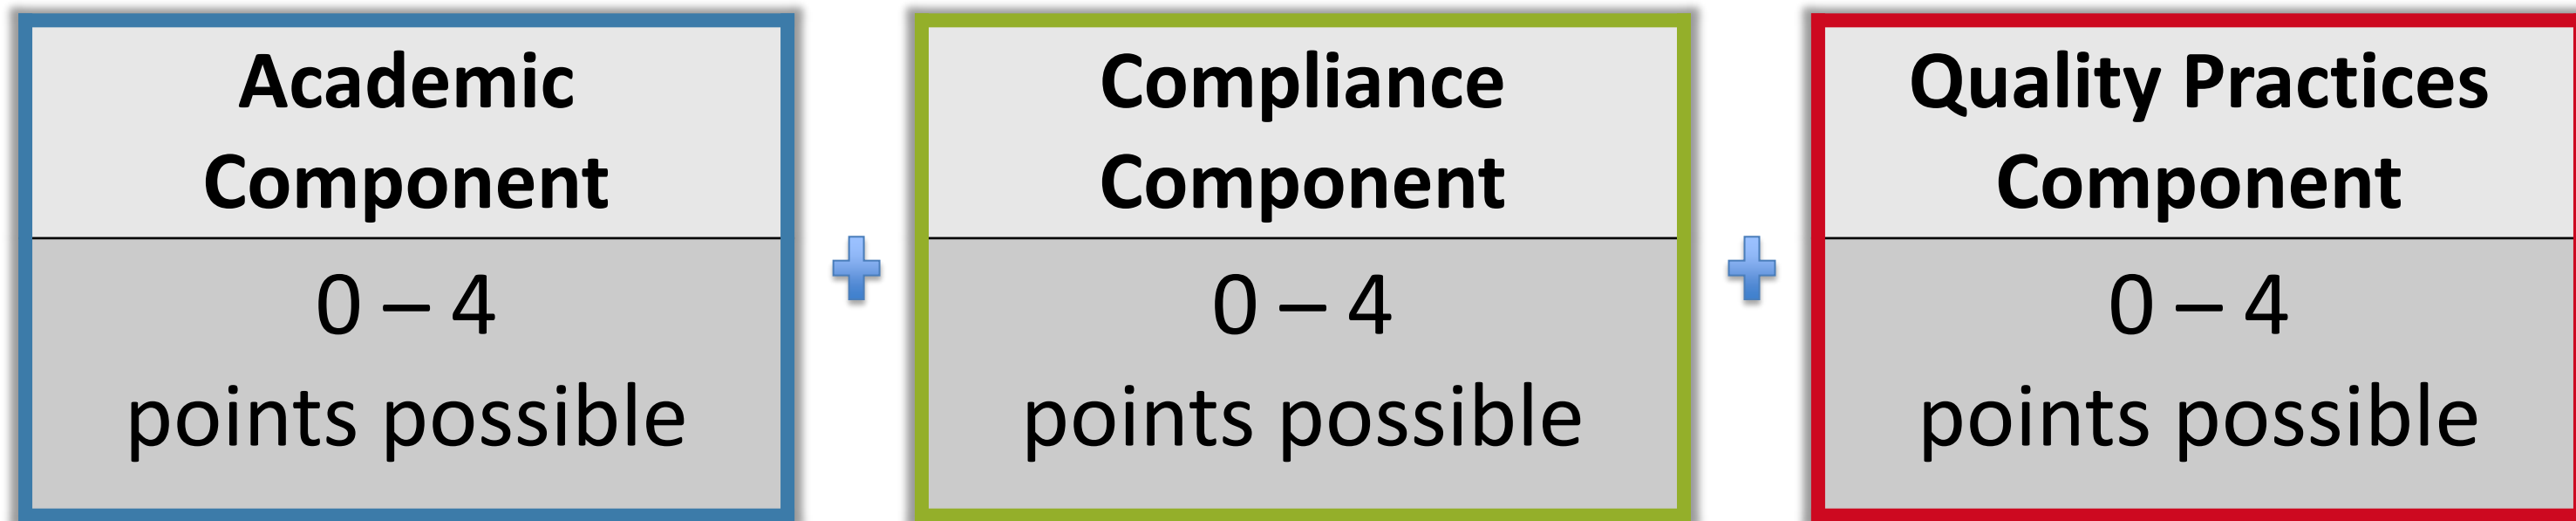 Academic
Component
0 – 4
points possible
Compliance
Component
0 – 4
points possible
Quality Practices
Component
0 – 4
points possible